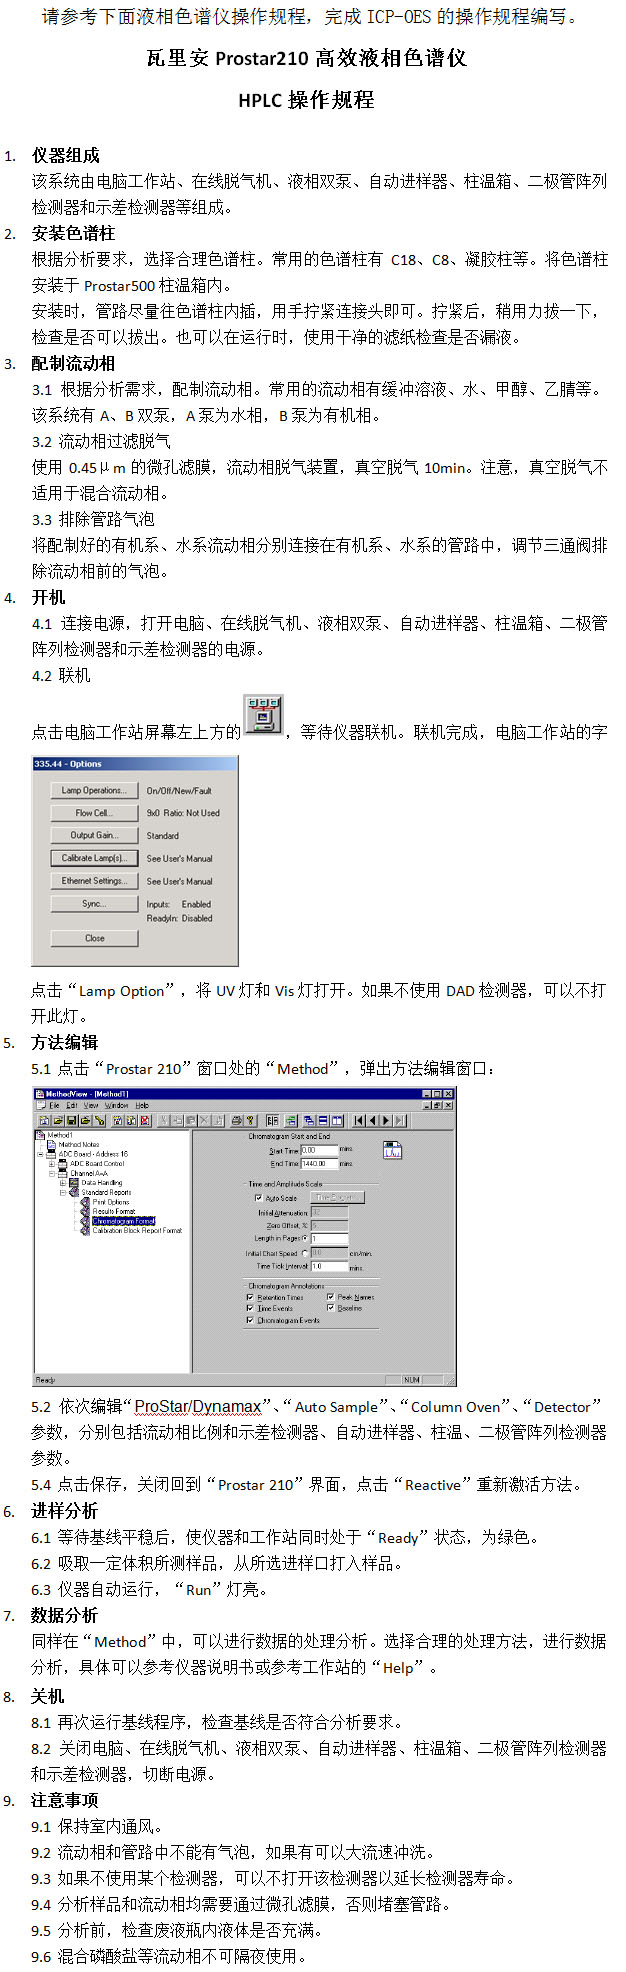 请参考下面液相色谱仪操作规程，完成 ICP-OES 的操作规程编写。
瓦里安 Prostar210 高效液相色谱仪
HPLC 操作规程
1. 仪器组成
该系统由电脑工作站、在线脱气机、液相双泵、自动进样器、柱温箱、二极管阵列
检测器和示差检测器等组成。
2. 安装色谱柱
根据分析要求，选择合理色谱柱。常用的色谱柱有 C18、C8、凝胶柱等。将色谱柱
安装于 Prostar500 柱温箱内。
安装时，管路尽量往色谱柱内插，用手拧紧连接头即可。拧紧后，稍用力拔一下，
检查是否可以拔出。也可以在运行时，使用干净的滤纸检查是否漏液。
3. 配制流动相
3.1 根据分析需求，配制流动相。常用的流动相有缓冲溶液、水、甲醇、乙腈等。
该系统有 A、B 双泵，A 泵为水相，B 泵为有机相。
3.2 流动相过滤脱气
使用 0.45μm 的微孔滤膜，流动相脱气装置，真空脱气 10min。注意，真空脱气不
适用于混合流动相。
3.3 排除管路气泡
将配制好的有机系、水系流动相分别连接在有机系、水系的管路中，调节三通阀排
除流动相前的气泡。
4. 开机
4.1 连接电源，打开电脑、在线脱气机、液相双泵、自动进样器、柱温箱、二极管
阵列检测器和示差检测器的电源。
4.2 联机
点击电脑工作站屏幕左上方的，等待仪器联机。联机完成，电脑工作站的字
335.44 - Options
Lamp Operations... On/Off/New/Fault
Flow Cell... 9x0 Ratio: Not Used
Output Gain... Standard
Calibrate Lamp(s)... See User's Manual
Ethernet Settings... See User's Manual
Sync... Inputs: Enabled
ReadyIn: Disabled
Close
点击“Lamp Option”，将 UV 灯和 Vis 灯打开。如果不使用 DAD 检测器，可以不打
开此灯。
5. 方法编辑
5.1 点击“Prostar 210”窗口处的“Method”，弹出方法编辑窗口：
MethodView - [Method1]
File Edit View Window Help
Method1
Method Notes
ADC Board - Address 16
ADC Board Control
Channel A=A
Data Handling
Standard Reports
Print Options
Results Format
Chromatogram Format
Calibration Block Report Format
Chromatogram Start and End
Start Time: 0.00 mins.
End Time: 1440.00 mins.
Time and Amplitude Scale
Auto Scale
Initial Attenuation: 32
Zero Offset, %: 5
Length in Pages 1
Initial Chart Speed cm/min.
Time Tick Interval: 1.0 mins.
Chromatogram Annotations
Retention Times Peak Names
Time Events Baseline
Chromatogram Events
Ready NUM
5.2 依次编辑“ProStar/Dynamax”、“Auto Sample”、“Column Oven”、“Detector”
参数，分别包括流动相比例和示差检测器、自动进样器、柱温、二极管阵列检测器
参数。
5.4 点击保存，关闭回到“Prostar 210”界面，点击“Reactive”重新激活方法。
6. 进样分析
6.1 等待基线平稳后，使仪器和工作站同时处于“Ready”状态，为绿色。
6.2 吸取一定体积所测样品，从所选进样口打入样品。
6.3 仪器自动运行，“Run”灯亮。
7. 数据分析
同样在“Method”中，可以进行数据的处理分析。选择合理的处理方法，进行数据
分析，具体可以参考仪器说明书或参考工作站的“Help”。
8. 关机
8.1 再次运行基线程序，检查基线是否符合分析要求。
8.2 关闭电脑、在线脱气机、液相双泵、自动进样器、柱温箱、二极管阵列检测器
和示差检测器，切断电源。
9. 注意事项
9.1 保持室内通风。
9.2 流动相和管路中不能有气泡，如果有可以大流速冲洗。
9.3 如果不使用某个检测器，可以不打开该检测器以延长检测器寿命。
9.4 分析样品和流动相均需要通过微孔滤膜，否则堵塞管路。
9.5 分析前，检查废液瓶内液体是否充满。
9.6 混合磷酸盐等流动相不可隔夜使用。